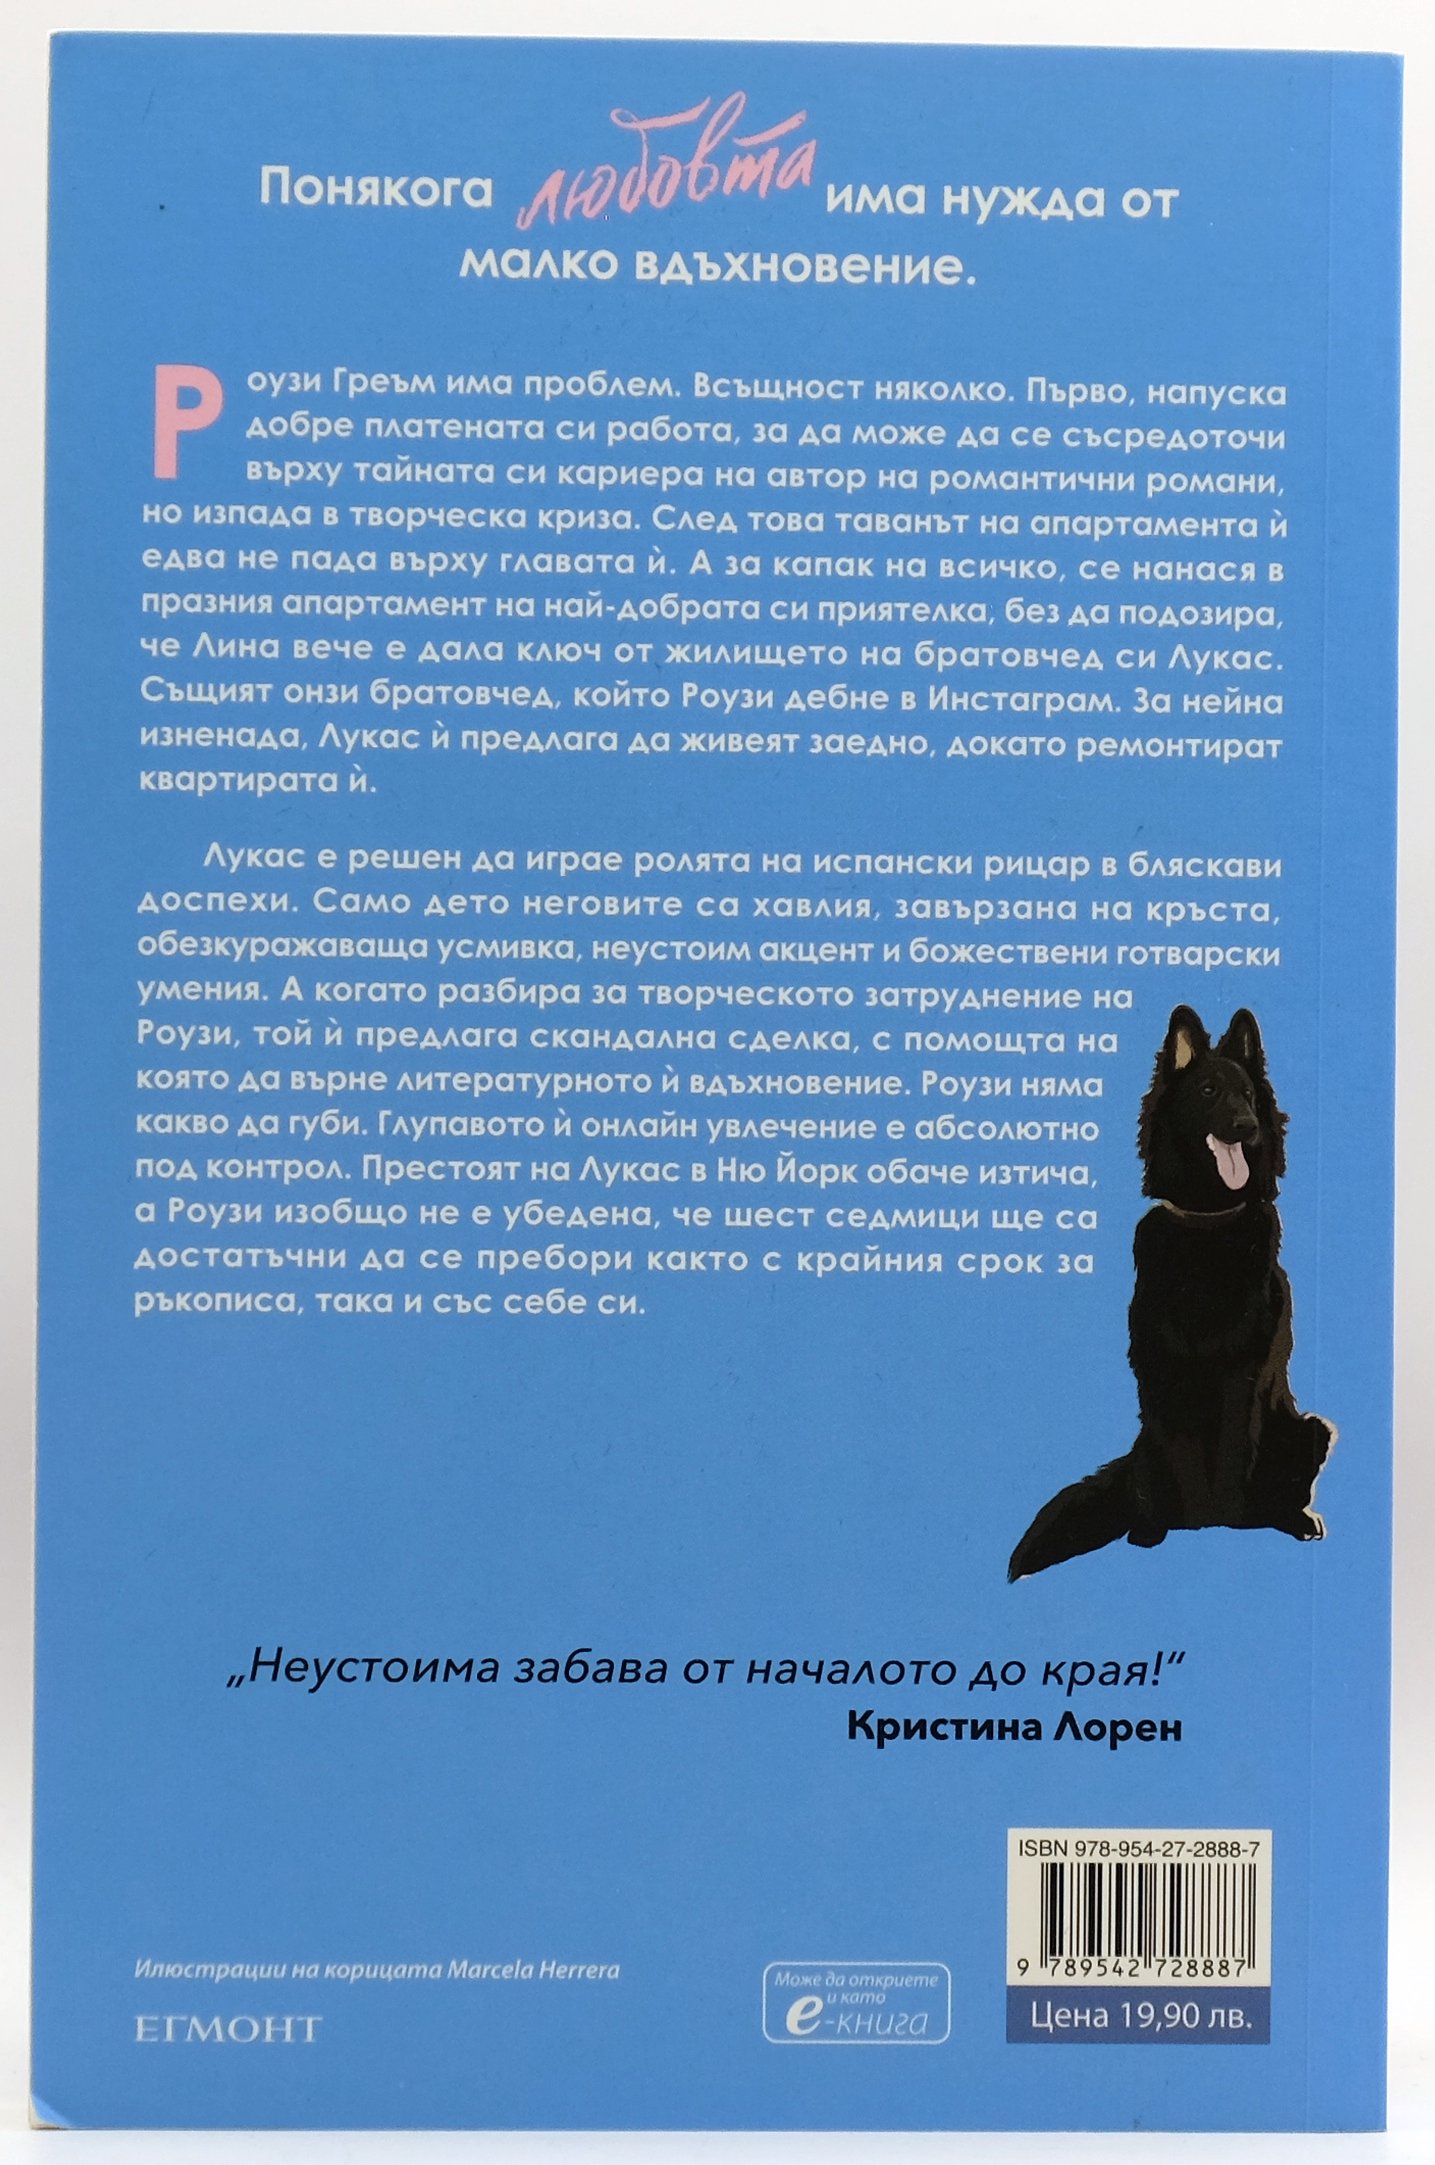 Понякога любовта има нужда от
малко вдъхновение.
Роузи Греъм има проблем. Всъщност няколко. Първо, напуска
добре платената си работа, за да може да се съсредоточи
върху тайната си кариера на автор на романтични романи,
но изпада в творческа криза. След това таванът на апартамента ѝ
едва не пада върху главата ѝ. А за капак на всичко, се нанася в
празния апартамент на най-добрата си приятелка, без да подозира,
че Лина вече е дала ключ от жилището на братовчед си Лукас.
Същият онзи братовчед, който Роузи дебне в Инстаграм. За нейна
изненада, Лукас ѝ предлага да живеят заедно, докато ремонтират
квартирата ѝ.
Лукас е решен да играе ролята на испански рицар в бляскави
доспехи. Само дето неговите са хавлия, завързана на кръста,
обезкуражаваща усмивка, неустоим акцент и божествени готварски
умения. А когато разбира за творческото затруднение на
Роузи, той ѝ предлага скандална сделка, с помощта на
която да върне литературното ѝ вдъхновение. Роузи няма
какво да губи. Глупавото ѝ онлайн увлечение е абсолютно
под контрол. Престоят на Лукас в Ню Йорк обаче изтича,
а Роузи изобщо не е убедена, че шест седмици ще са
достатъчни да се пребори както с крайния срок за
ръкописа, така и със себе си.
„Неустоима забава от началото до края!“
Кристина Лорен
ISBN 978-954-27-2888-7
9 789542 728887
Цена 19,90 лв.
Илюстрации на корицата Marcela Herrera
ЕГМОНТ
Може да откриете
и като
е-книга